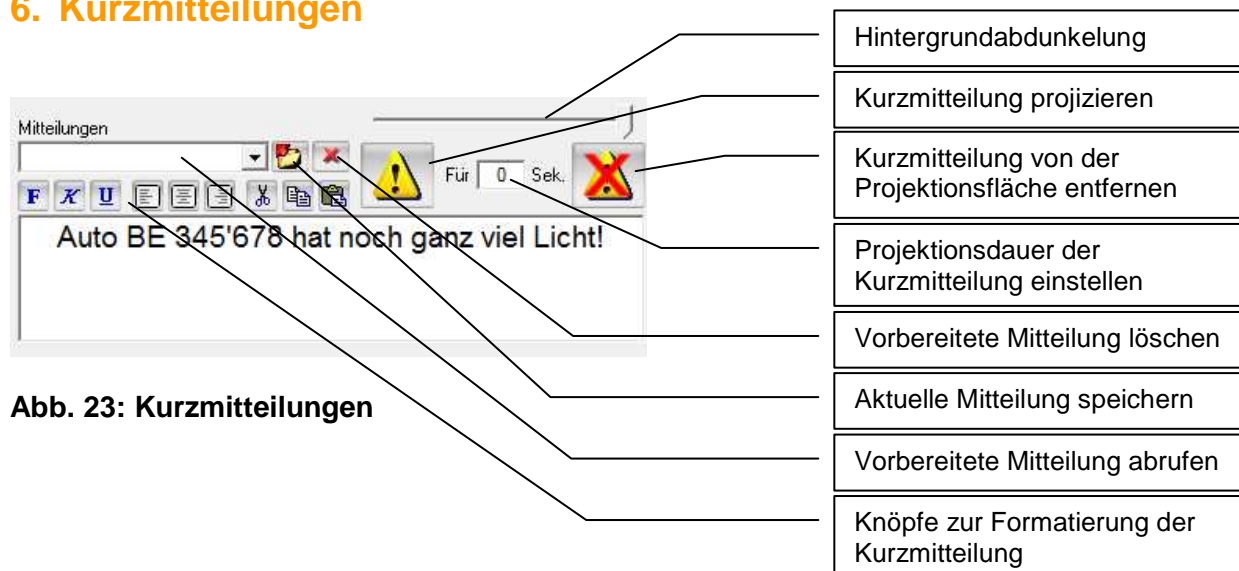 6. Kurzmitteilungen
Mitteilungen
Für 0 Sek.
F K U
Auto BE 345'678 hat noch ganz viel Licht!
Abb. 23: Kurzmitteilungen
Hintergrundabdunkelung
Kurzmitteilung projizieren
Kurzmitteilung von der
Projektionsfläche entfernen
Projektionsdauer der
Kurzmitteilung einstellen
Vorbereitete Mitteilung löschen
Aktuelle Mitteilung speichern
Vorbereitete Mitteilung abrufen
Knöpfe zur Formatierung der
Kurzmitteilung